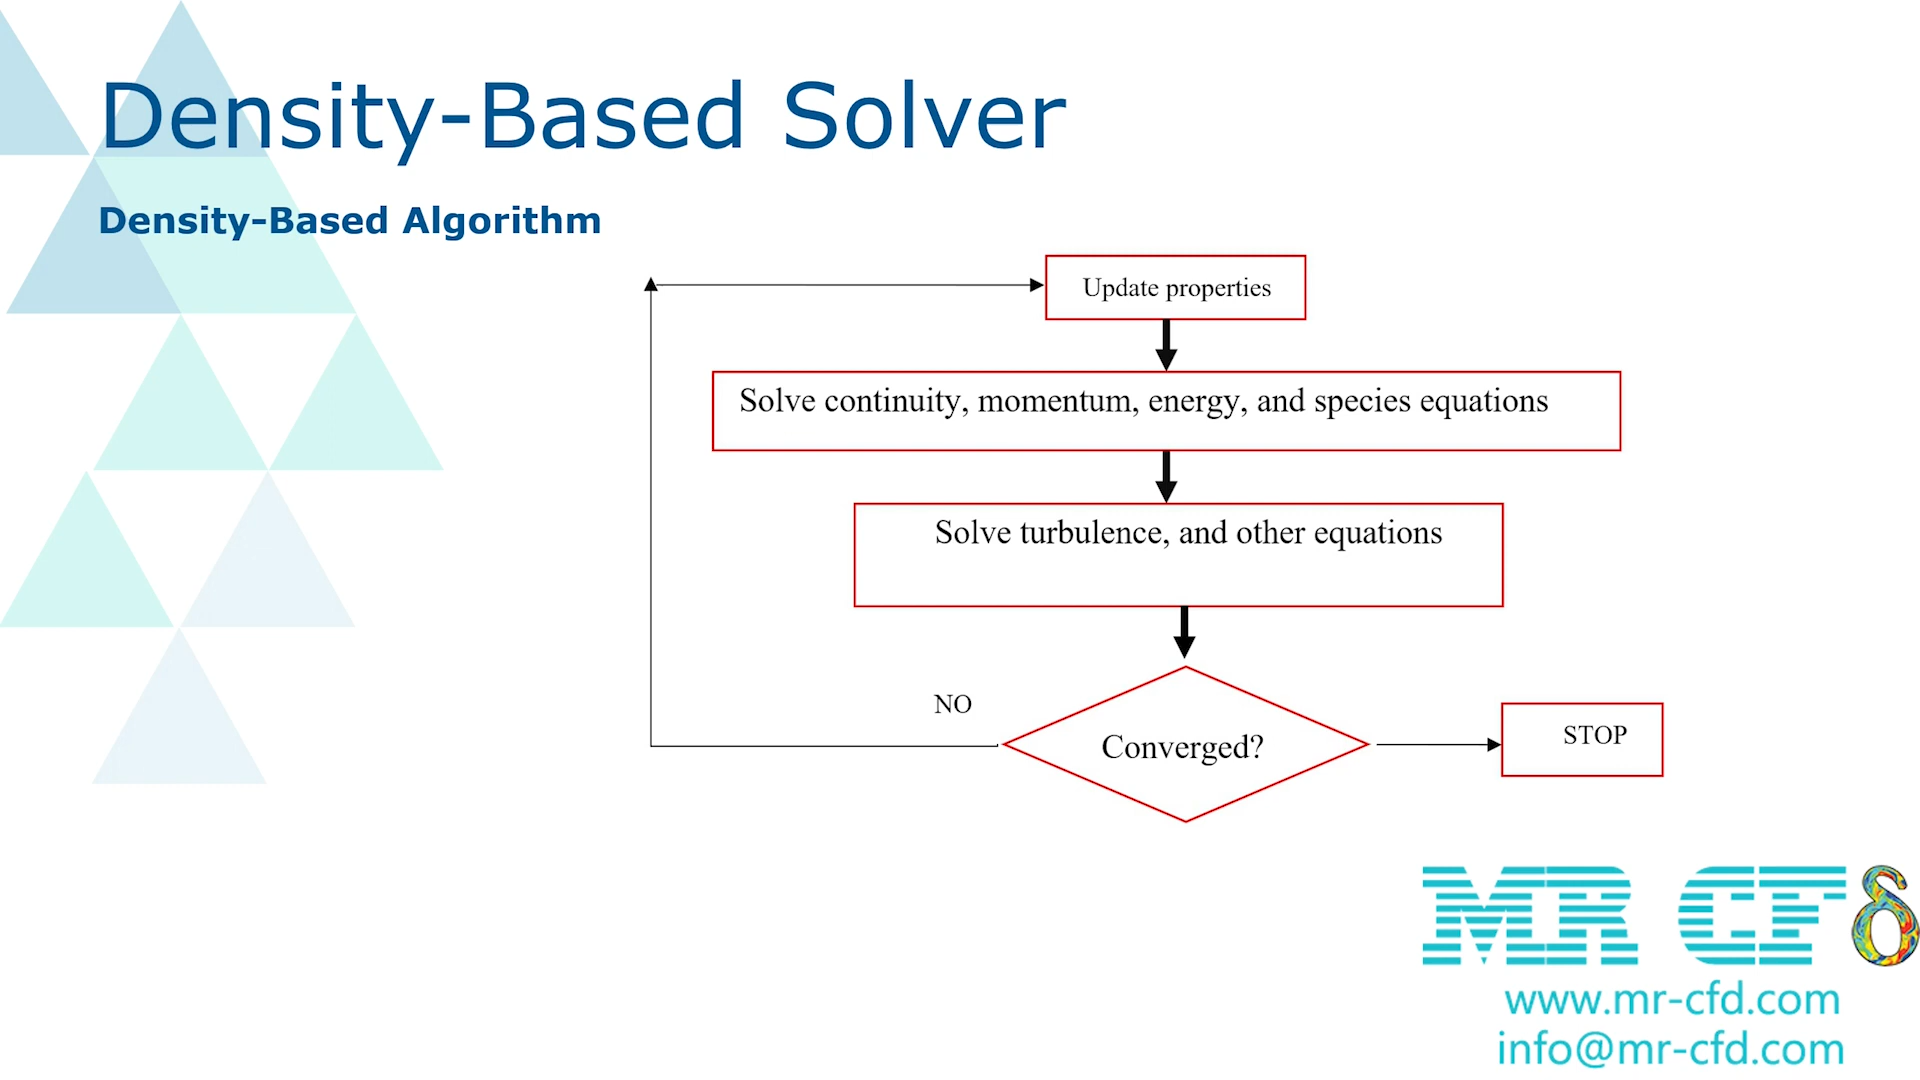 Density-Based Solver
Density-Based Algorithm
Update properties
Solve continuity, momentum, energy, and species equations
Solve turbulence, and other equations
NO
Converged?
STOP
MR CFδ
www.mr-cfd.com
info@mr-cfd.com